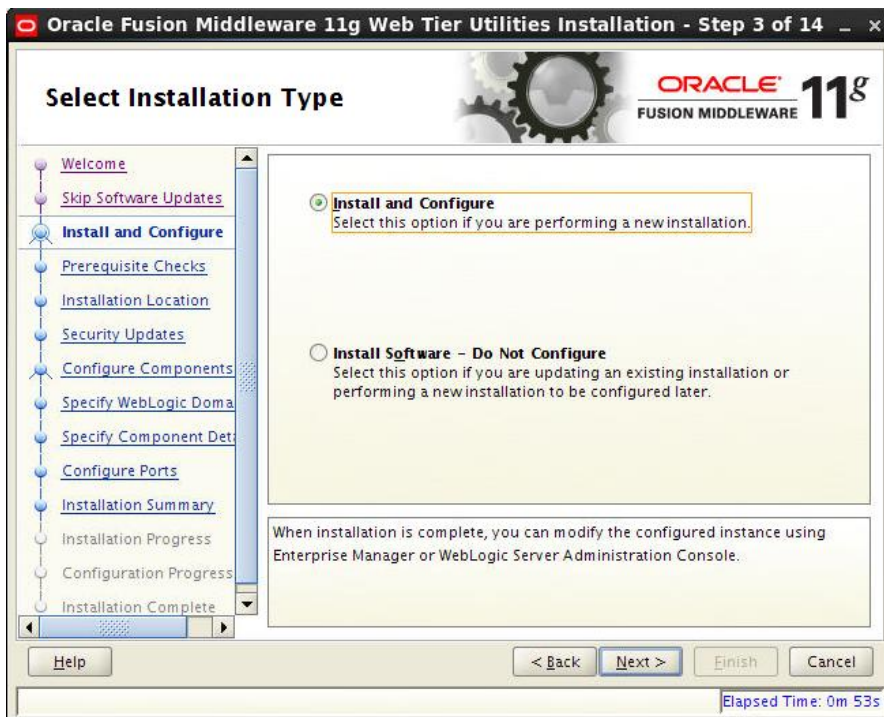 Oracle Fusion Middleware 11g Web Tier Utilities Installation - Step 3 of 14
Select Installation Type
ORACLE
FUSION MIDDLEWARE 11g
Welcome
Skip Software Updates
Install and Configure
Prerequisite Checks
Installation Location
Security Updates
Configure Components
Specify WebLogic Doma
Specify Component Deta
Configure Ports
Installation Summary
Installation Progress
Configuration Progress
Installation Complete
Install and Configure
Select this option if you are performing a new installation.
Install Software - Do Not Configure
Select this option if you are updating an existing installation or
performing a new installation to be configured later.
When installation is complete, you can modify the configured instance using
Enterprise Manager or WebLogic Server Administration Console.
Help
< Back
Next >
Finish
Cancel
Elapsed Time: 0m 53s